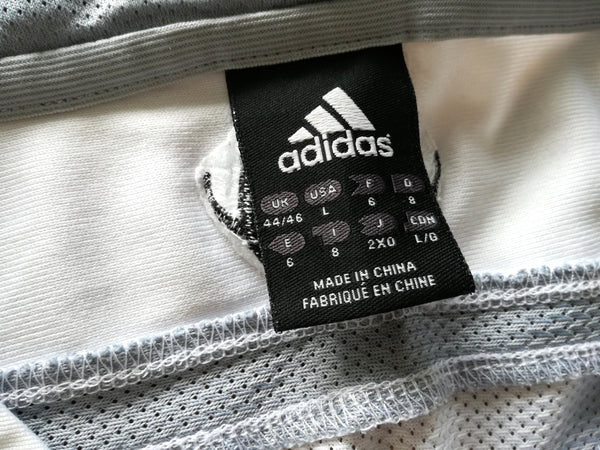 adidas
UK USA F D
44/46 L 6 8
E I J CDN
6 8 2XO L/G
MADE IN CHINA
FABRIQUÉ EN CHINE